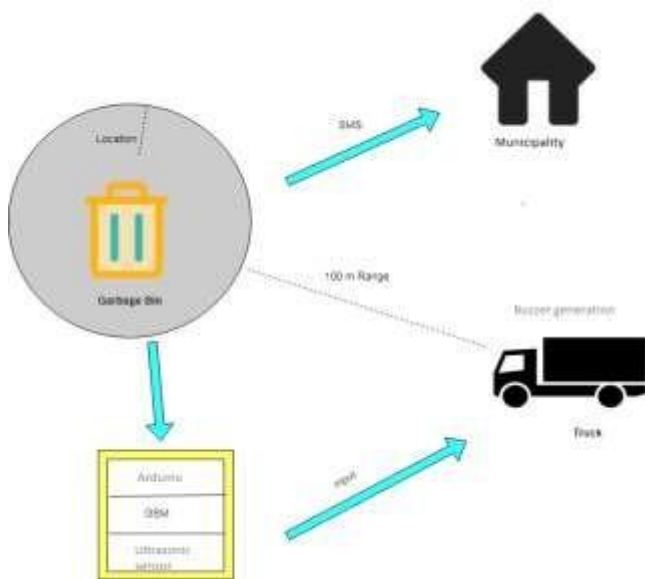 Location
SMS
Municipality
Garbage Bin
100 m Range
Buzzer generation
Truck
Arduino
GSM
Input
Ultrasonic
sensor